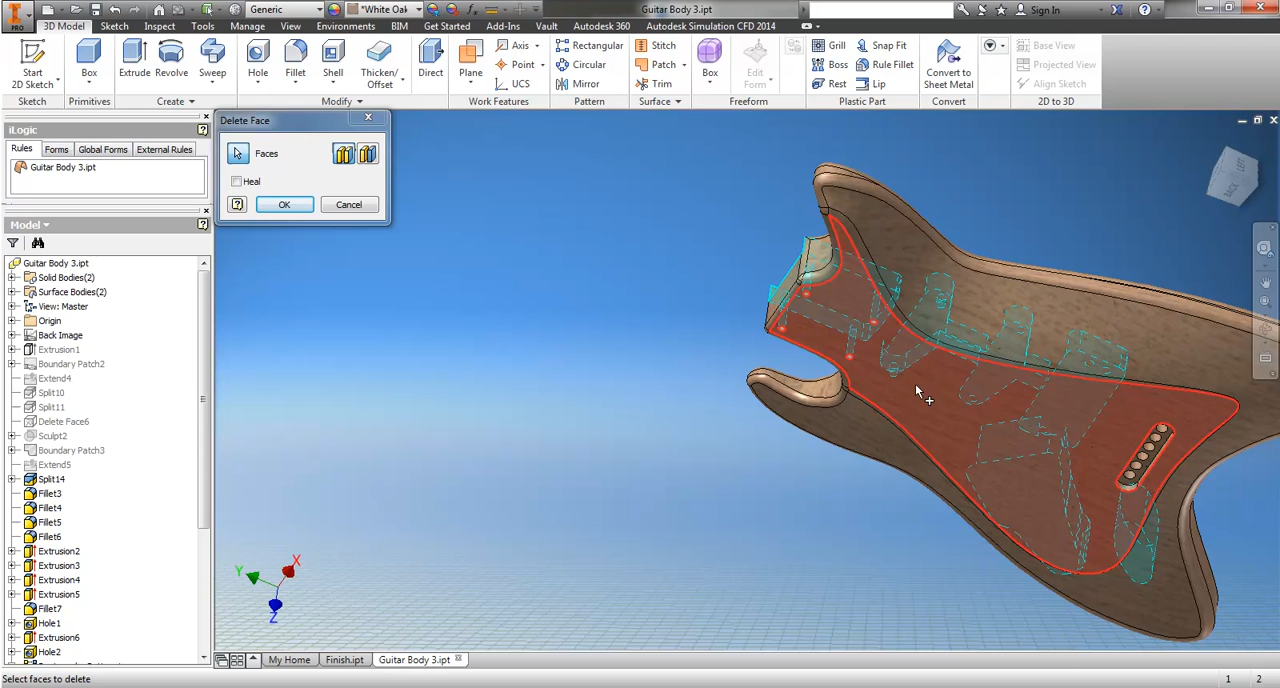 Generic
*White Oak
Guitar Body 3.ipt
Sign In
PRO
3D Model Sketch Inspect Tools Manage View Environments BIM Get Started Add-Ins Vault Autodesk 360 Autodesk Simulation CFD 2014
Start
2D Sketch
Box
Extrude
Revolve
Sweep
Hole
Fillet
Shell
Thicken/
Offset
Direct
Plane
Axis
Point
UCS
Rectangular
Circular
Mirror
Stitch
Patch
Trim
Box
Edit
Form
Grill
Boss
Rest
Snap Fit
Rule Fillet
Lip
Convert to
Sheet Metal
Base View
Projected View
Align Sketch
Sketch Primitives Create Modify Work Features Pattern Surface Freeform Plastic Part Convert 2D to 3D
iLogic
Rules Forms Global Forms External Rules
Guitar Body 3.ipt
Model
Guitar Body 3.ipt
Solid Bodies(2)
Surface Bodies(2)
View: Master
Origin
Back Image
Extrusion1
Boundary Patch2
Extend4
Split10
Split11
Delete Face6
Sculpt2
Boundary Patch3
Extend5
Split14
Fillet3
Fillet4
Fillet5
Fillet6
Extrusion2
Extrusion3
Extrusion4
Extrusion5
Fillet7
Hole1
Extrusion6
Hole2
Delete Face
Faces
Heal
OK Cancel
BACK LEFT
X
Y
Z
My Home Finish.ipt Guitar Body 3.ipt
Select faces to delete
1 2